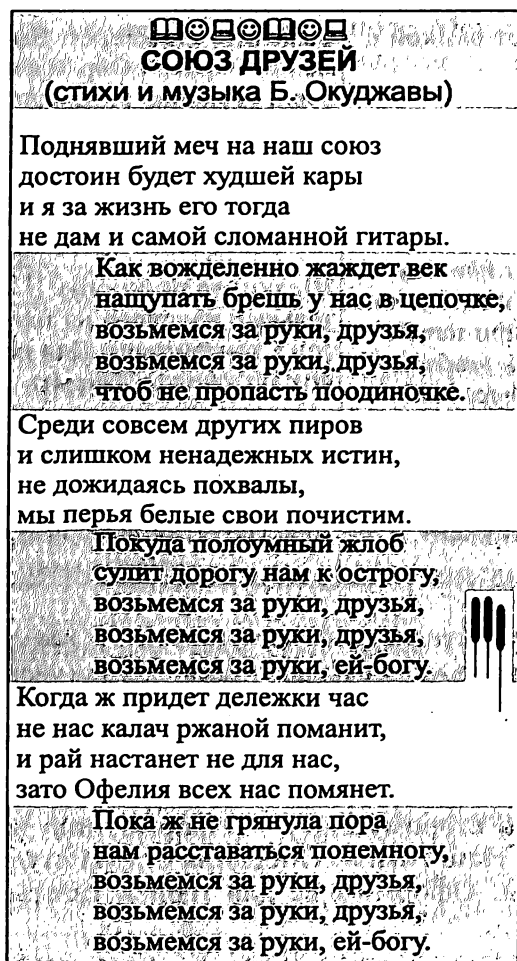 СОЮЗ ДРУЗЕЙ
(стихи и музыка Б. Окуджавы)
Поднявший меч на наш союз
достоин будет худшей кары
и я за жизнь его тогда
не дам и самой сломанной гитары.
Как вожделенно жаждет век
нащупать брешь у нас в цепочке,
возьмемся за руки, друзья,
возьмемся за руки, друзья,
чтоб не пропасть поодиночке.
Среди совсем других пиров
и слишком ненадежных истин,
не дожидаясь похвалы,
мы перья белые свои почистим.
Покуда полоумный жлоб
сулит дорогу нам к острогу,
возьмемся за руки, друзья,
возьмемся за руки, друзья,
возьмемся за руки, ей-богу.
Когда ж придет дележки час
не нас калач ржаной поманит,
и рай настанет не для нас,
зато Офелия всех нас помянет.
Пока ж не грянула пора
нам расставаться понемногу,
возьмемся за руки, друзья,
возьмемся за руки, друзья,
возьмемся за руки, ей-богу.